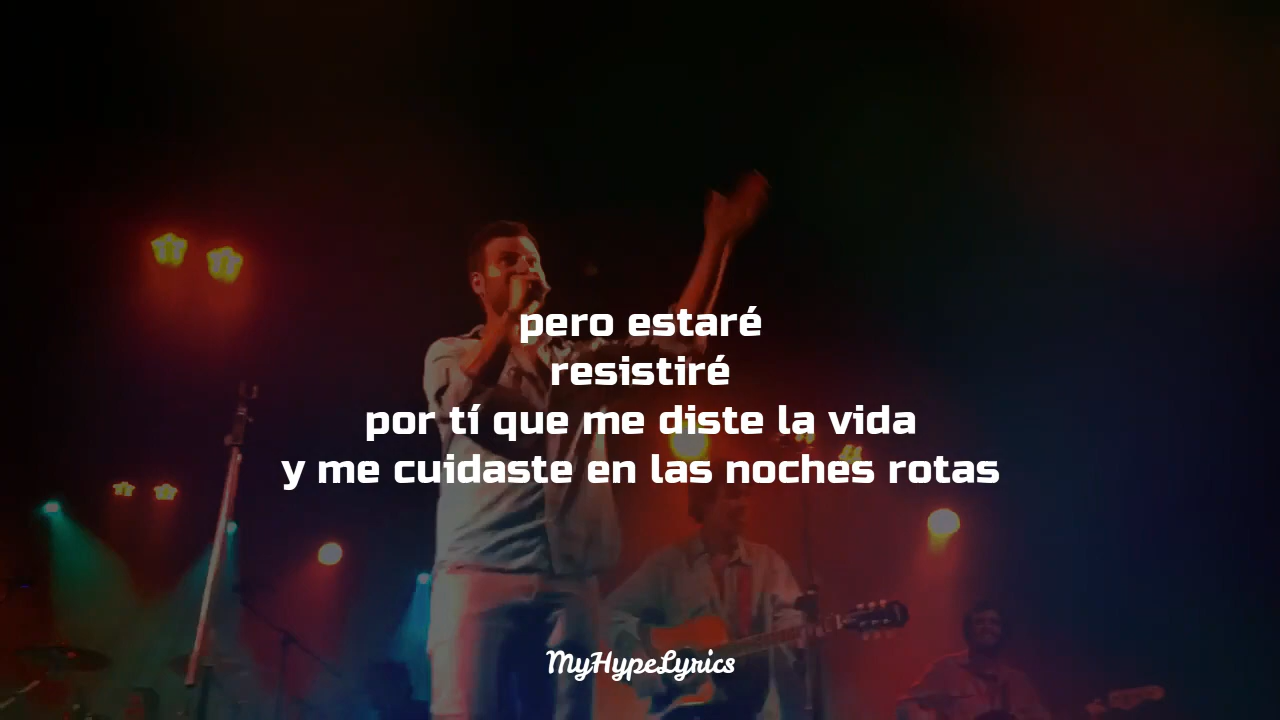 pero estaré
resistiré
por tí que me diste la vida
y me cuidaste en las noches rotas
MyHypeLyrics